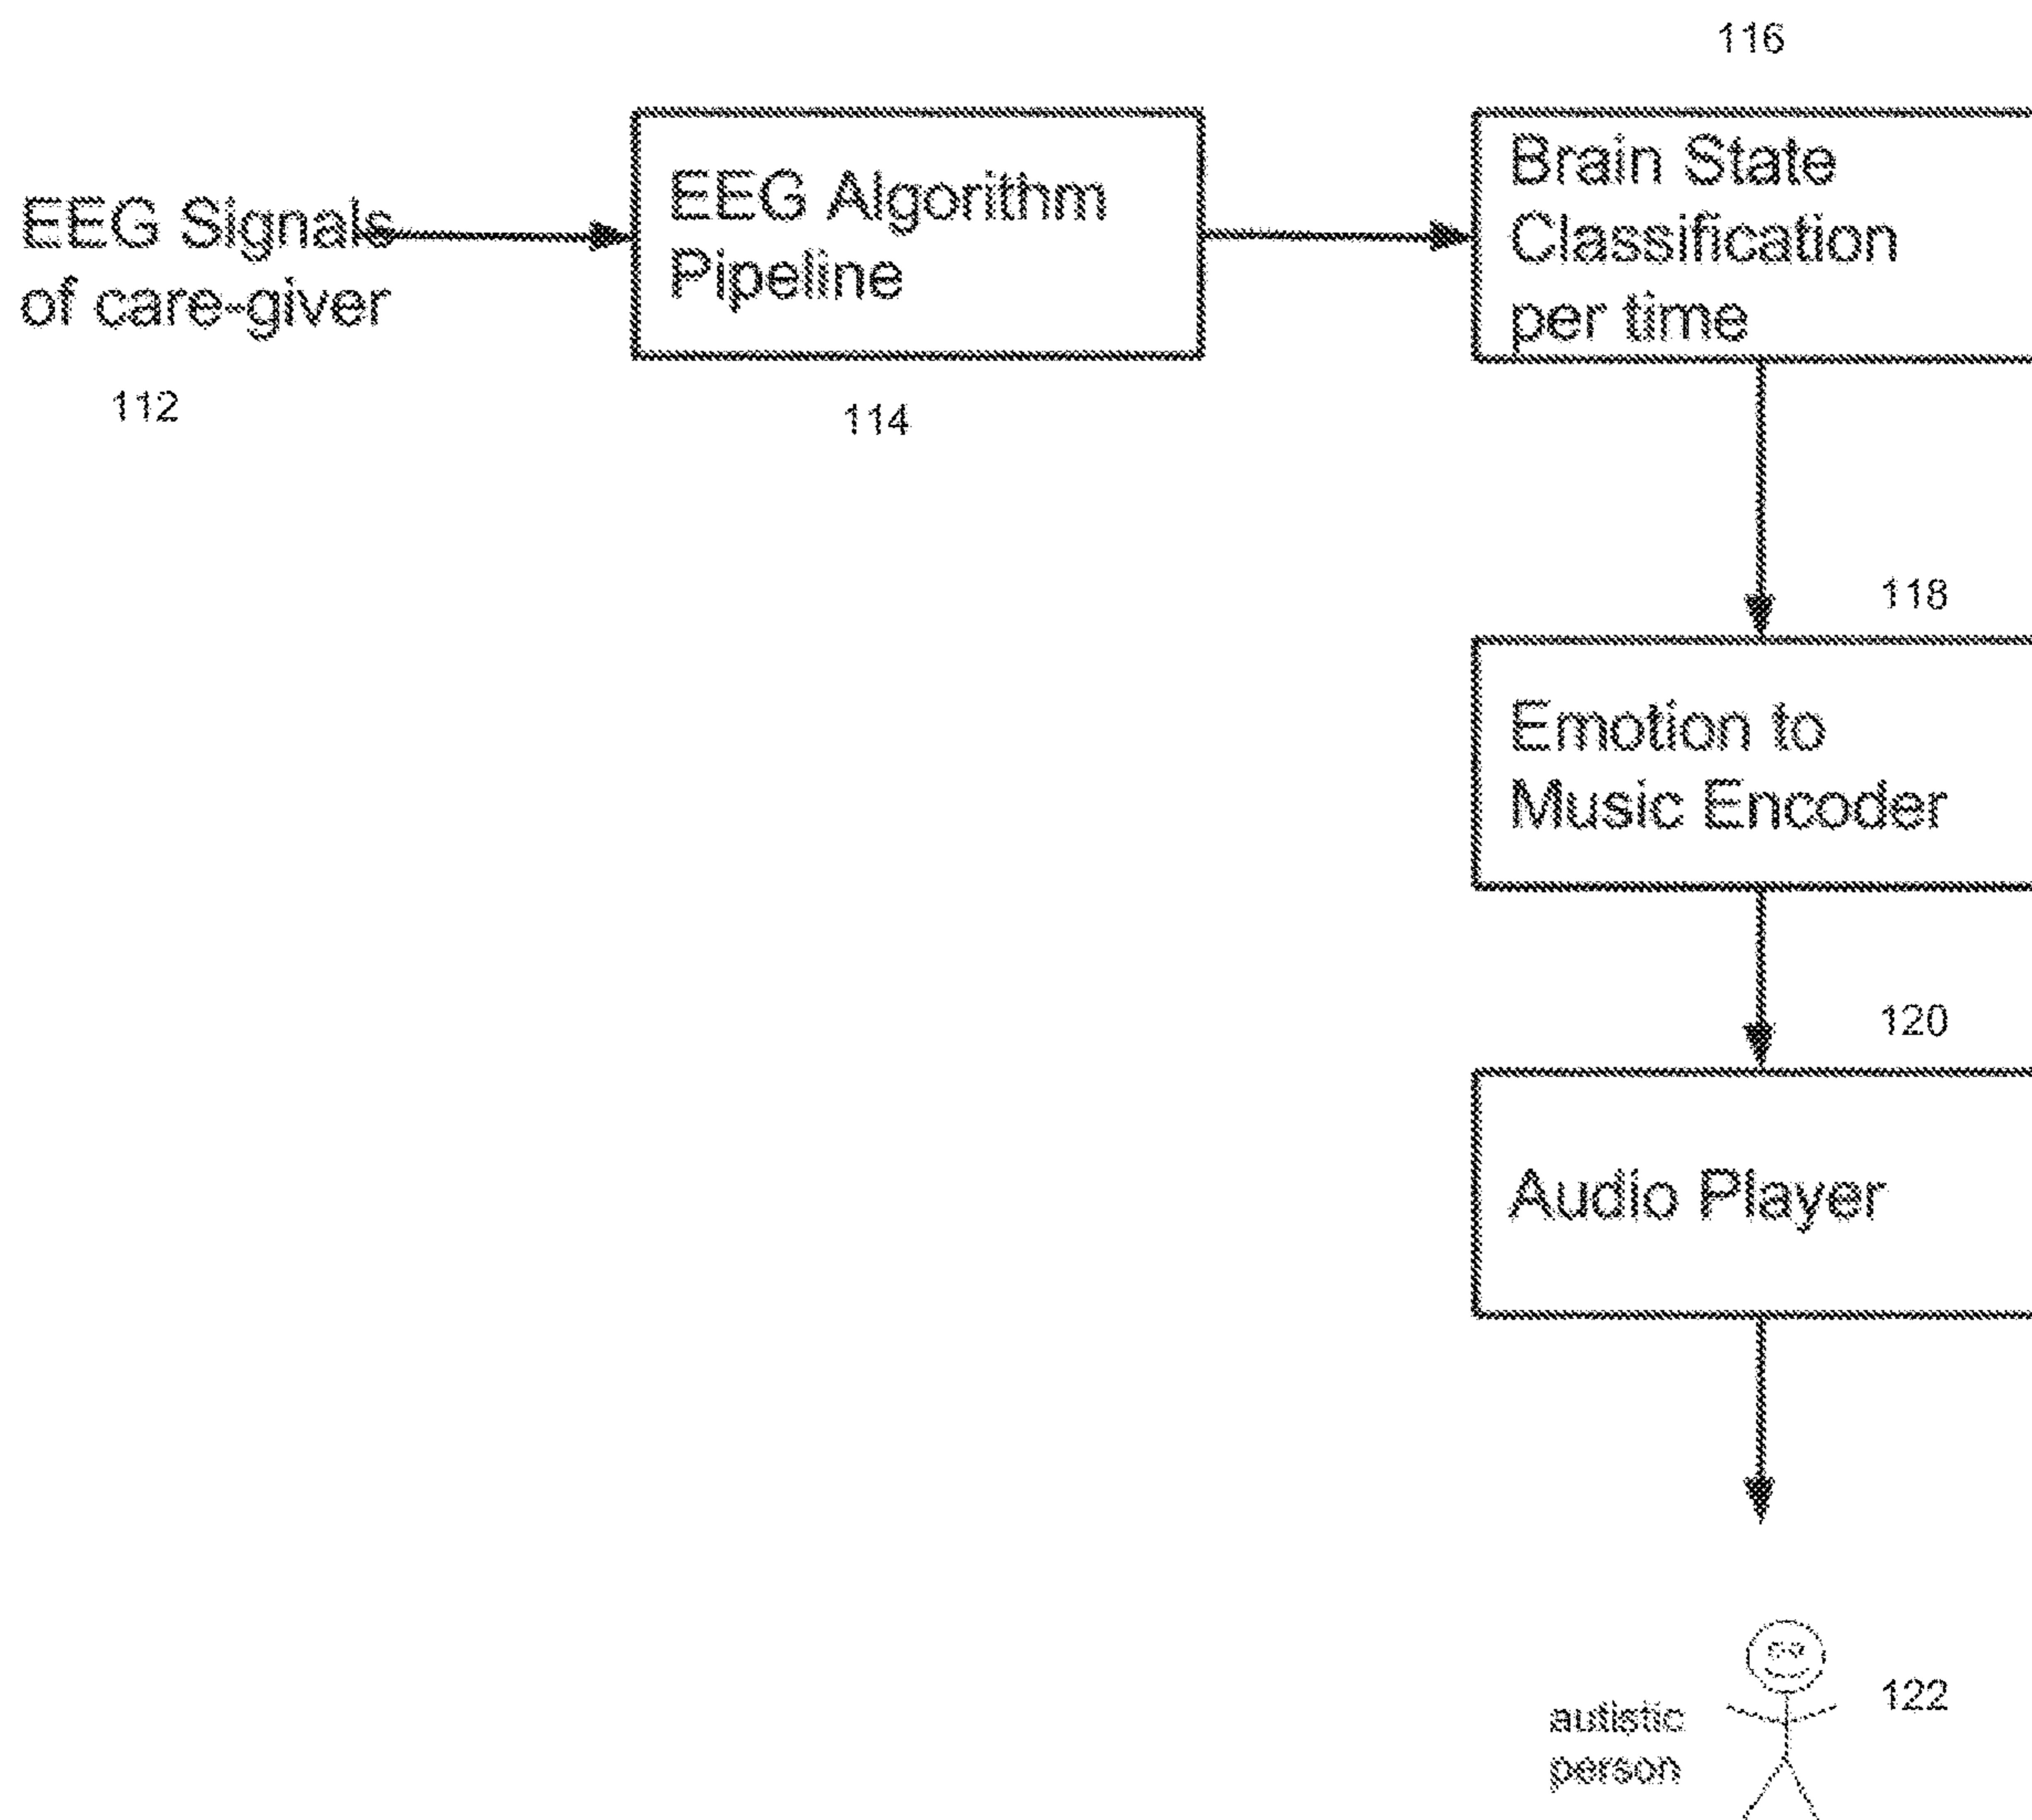 116
EEG Signals
of care-giver
112
EEG Algorithm
Pipeline
114
Brain State
Classification
per time
118
Emotion to
Music Encoder
120
Audio Player
autistic
person
122